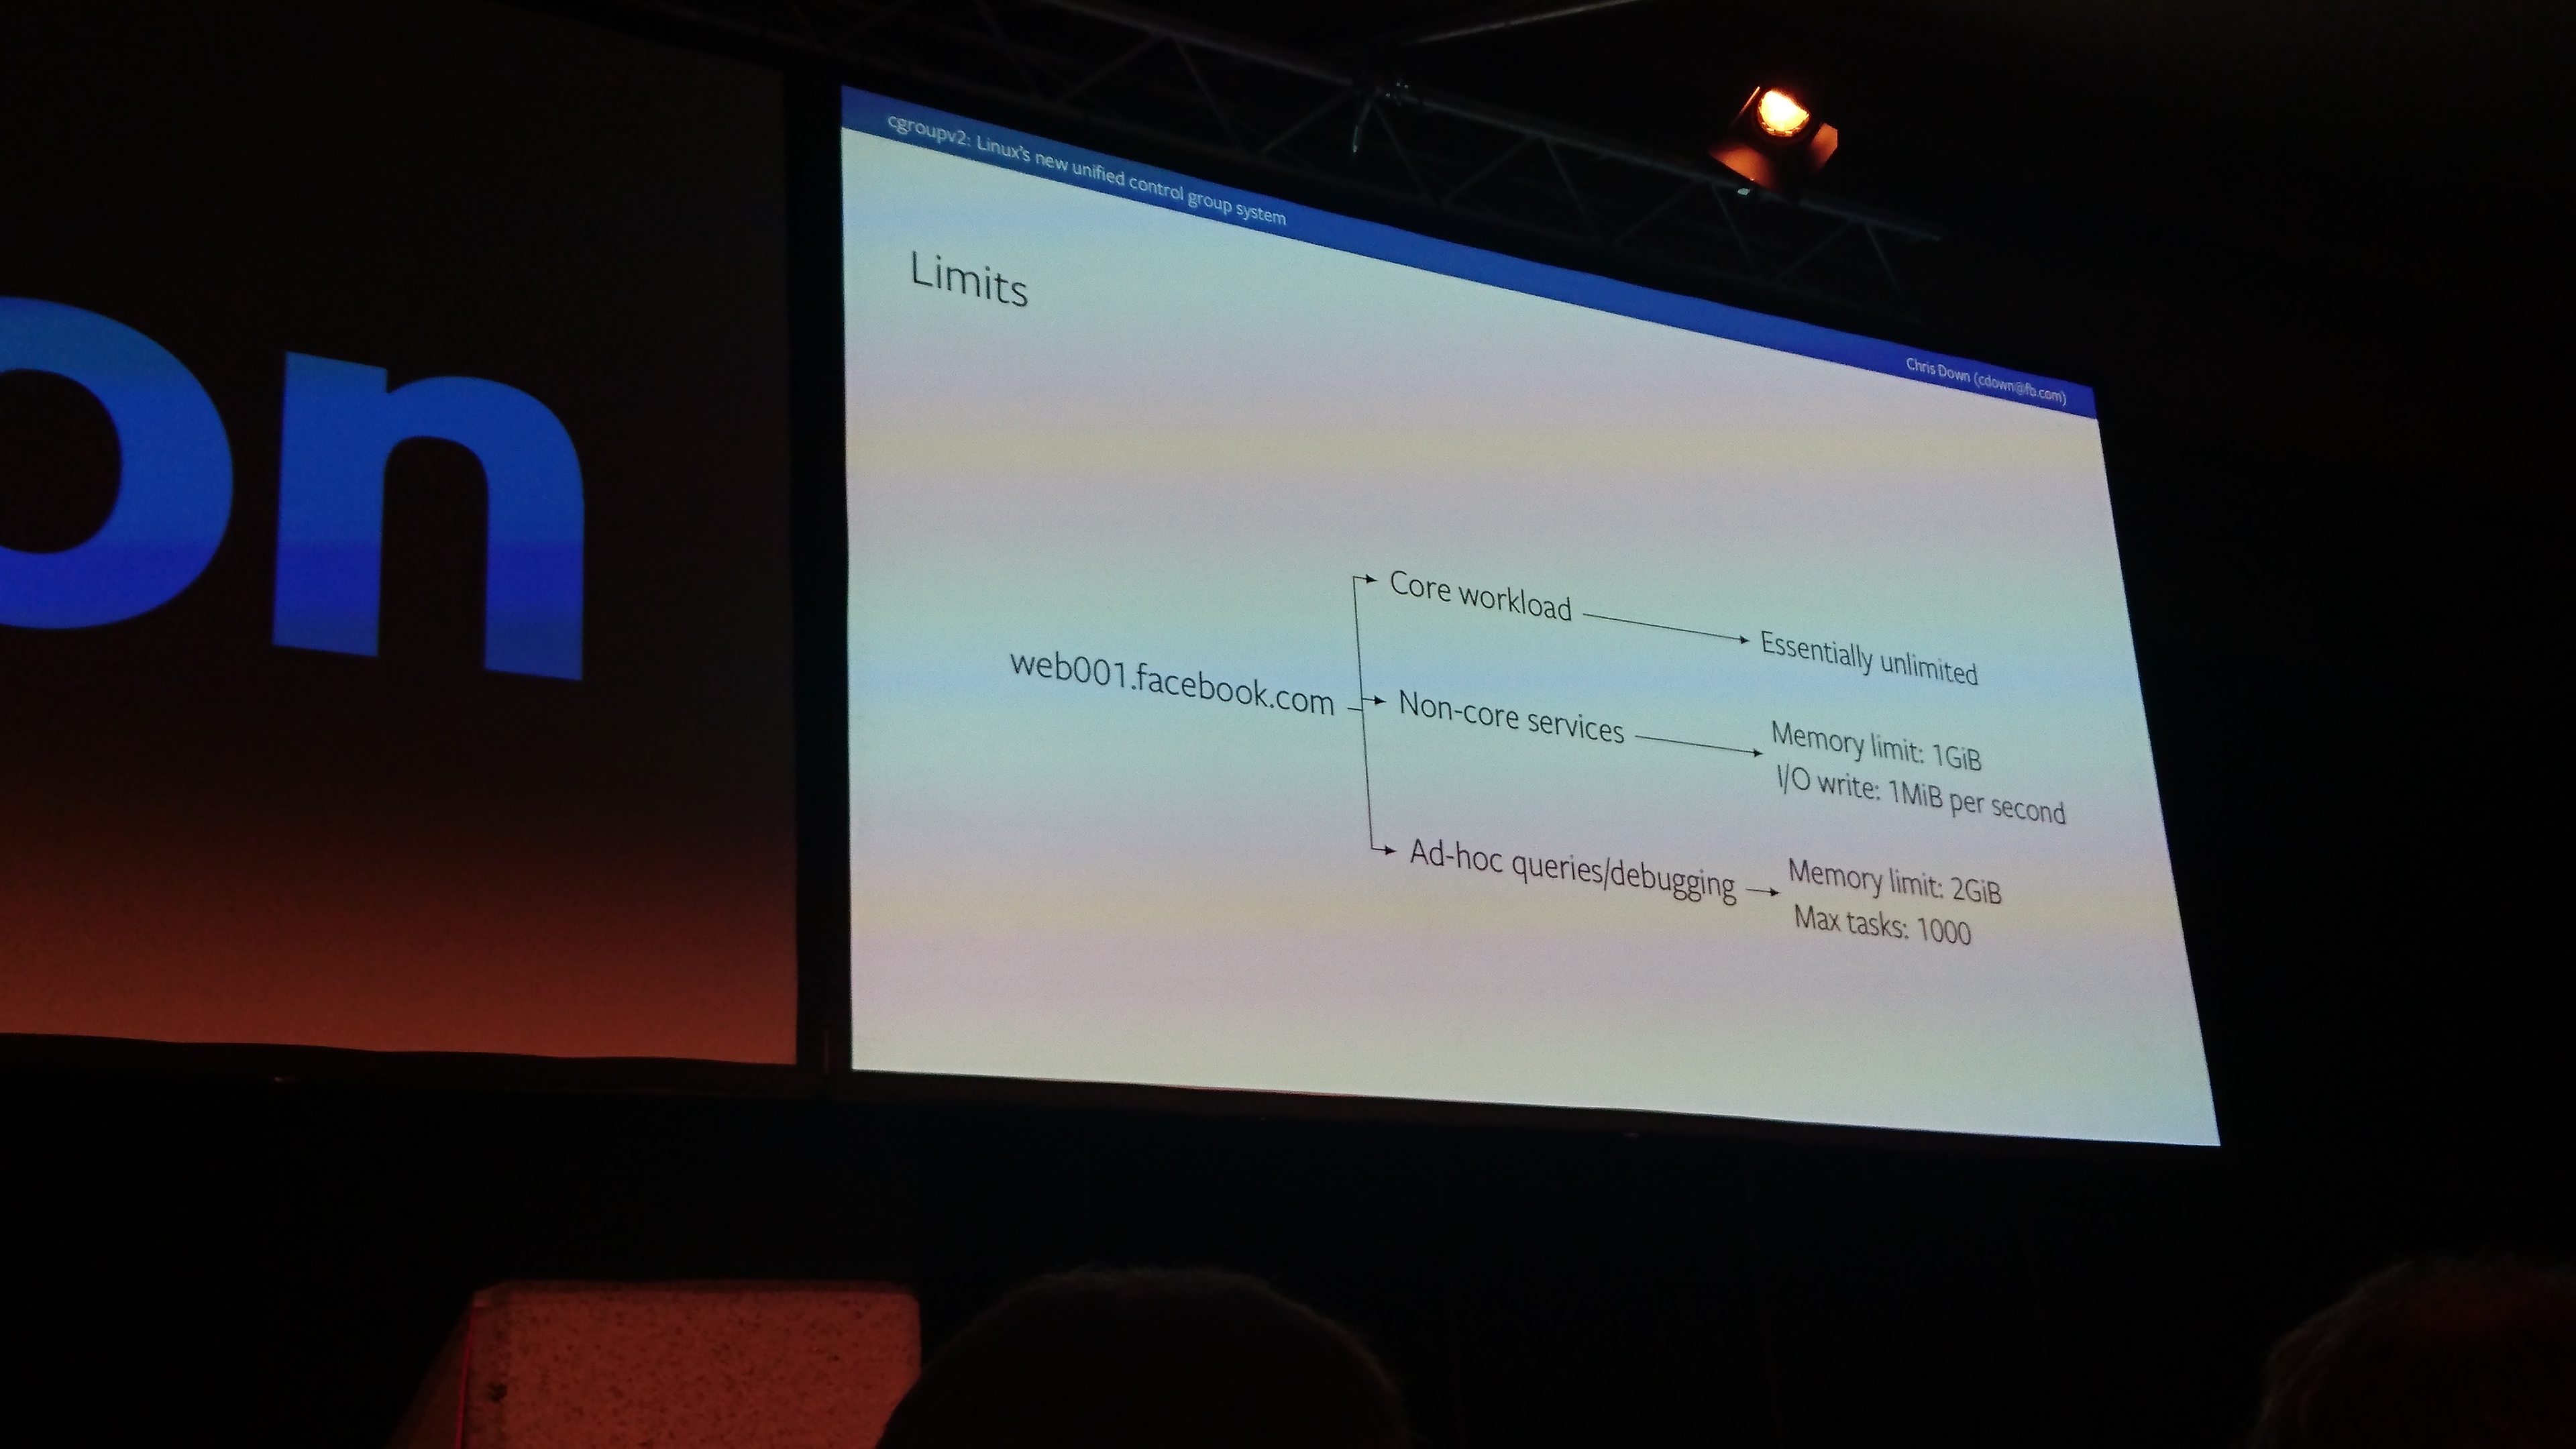 on
cgroupv2: Linux's new unified control group system
Chris Down (cdown@fb.com)
Limits
web001.facebook.com
Core workload
Essentially unlimited
Non-core services
Memory limit: 1GiB
I/O write: 1MiB per second
Ad-hoc queries/debugging
Memory limit: 2GiB
Max tasks: 1000